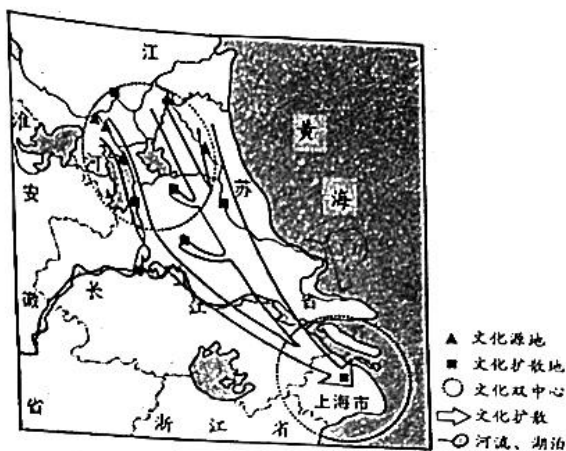 江
苏
省
黄
海
淮
河
安
徽
省
长
江
浙
江
省
上海市
▲ 文化源地
■ 文化扩散地
文化双中心
文化扩散
河流、湖泊